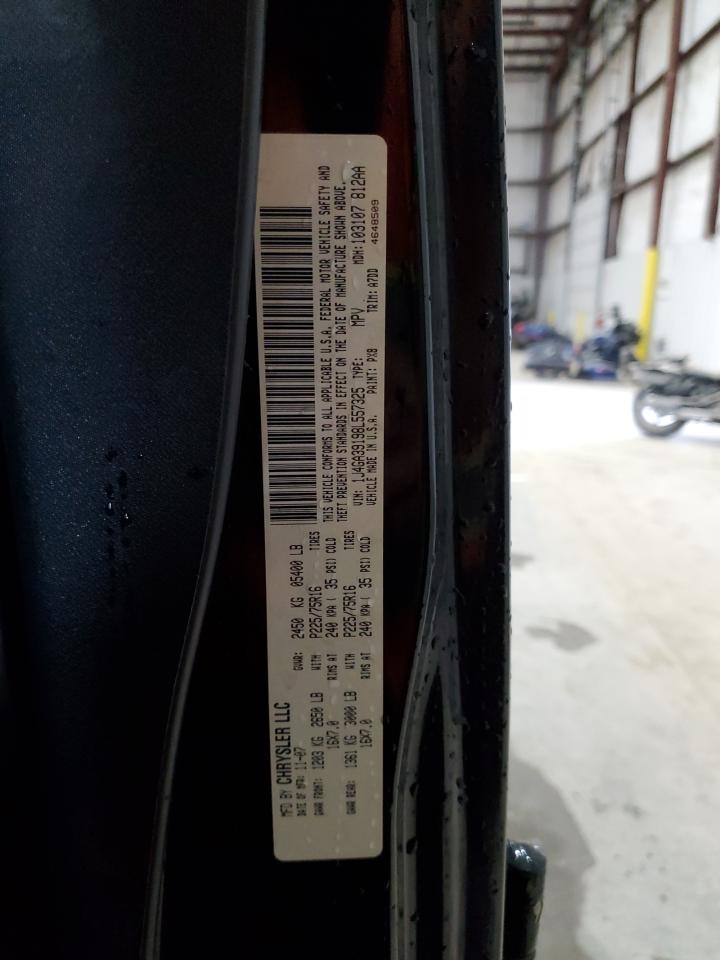 MFD BY CHRYSLER LLC
DATE OF MFR: 11-07 GVWR: 2450 KG 05400 LB
GAWR FRONT: 1203 KG 2650 LB WITH P225/75R16 TIRES
16X7.0 RIMS AT 240 KPA ( 35 PSI) COLD
GAWR REAR: 1361 KG 3000 LB WITH P225/75R16 TIRES
16X7.0 RIMS AT 240 KPA ( 35 PSI) COLD
THIS VEHICLE CONFORMS TO ALL APPLICABLE U.S.A. FEDERAL MOTOR VEHICLE SAFETY AND
THEFT PREVENTION STANDARDS IN EFFECT ON THE DATE OF MANUFACTURE SHOWN ABOVE.
VIN: 1J4GA39198L557325 TYPE: MPV MDH: 103107 812AA
VEHICLE MADE IN U.S.A. PAINT: PX8 TRIM: A7DD 4648509